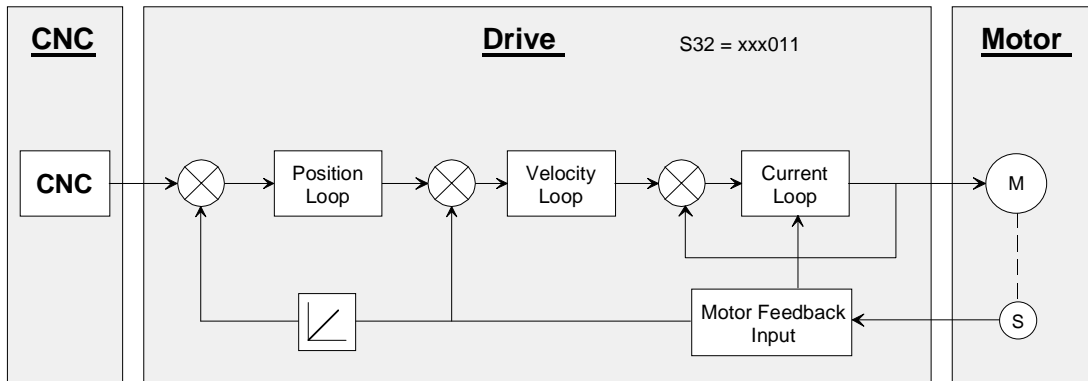 CNC
Drive
S32 = xxx011
Motor
CNC
Position
Loop
Velocity
Loop
Current
Loop
M
Motor Feedback
Input
S